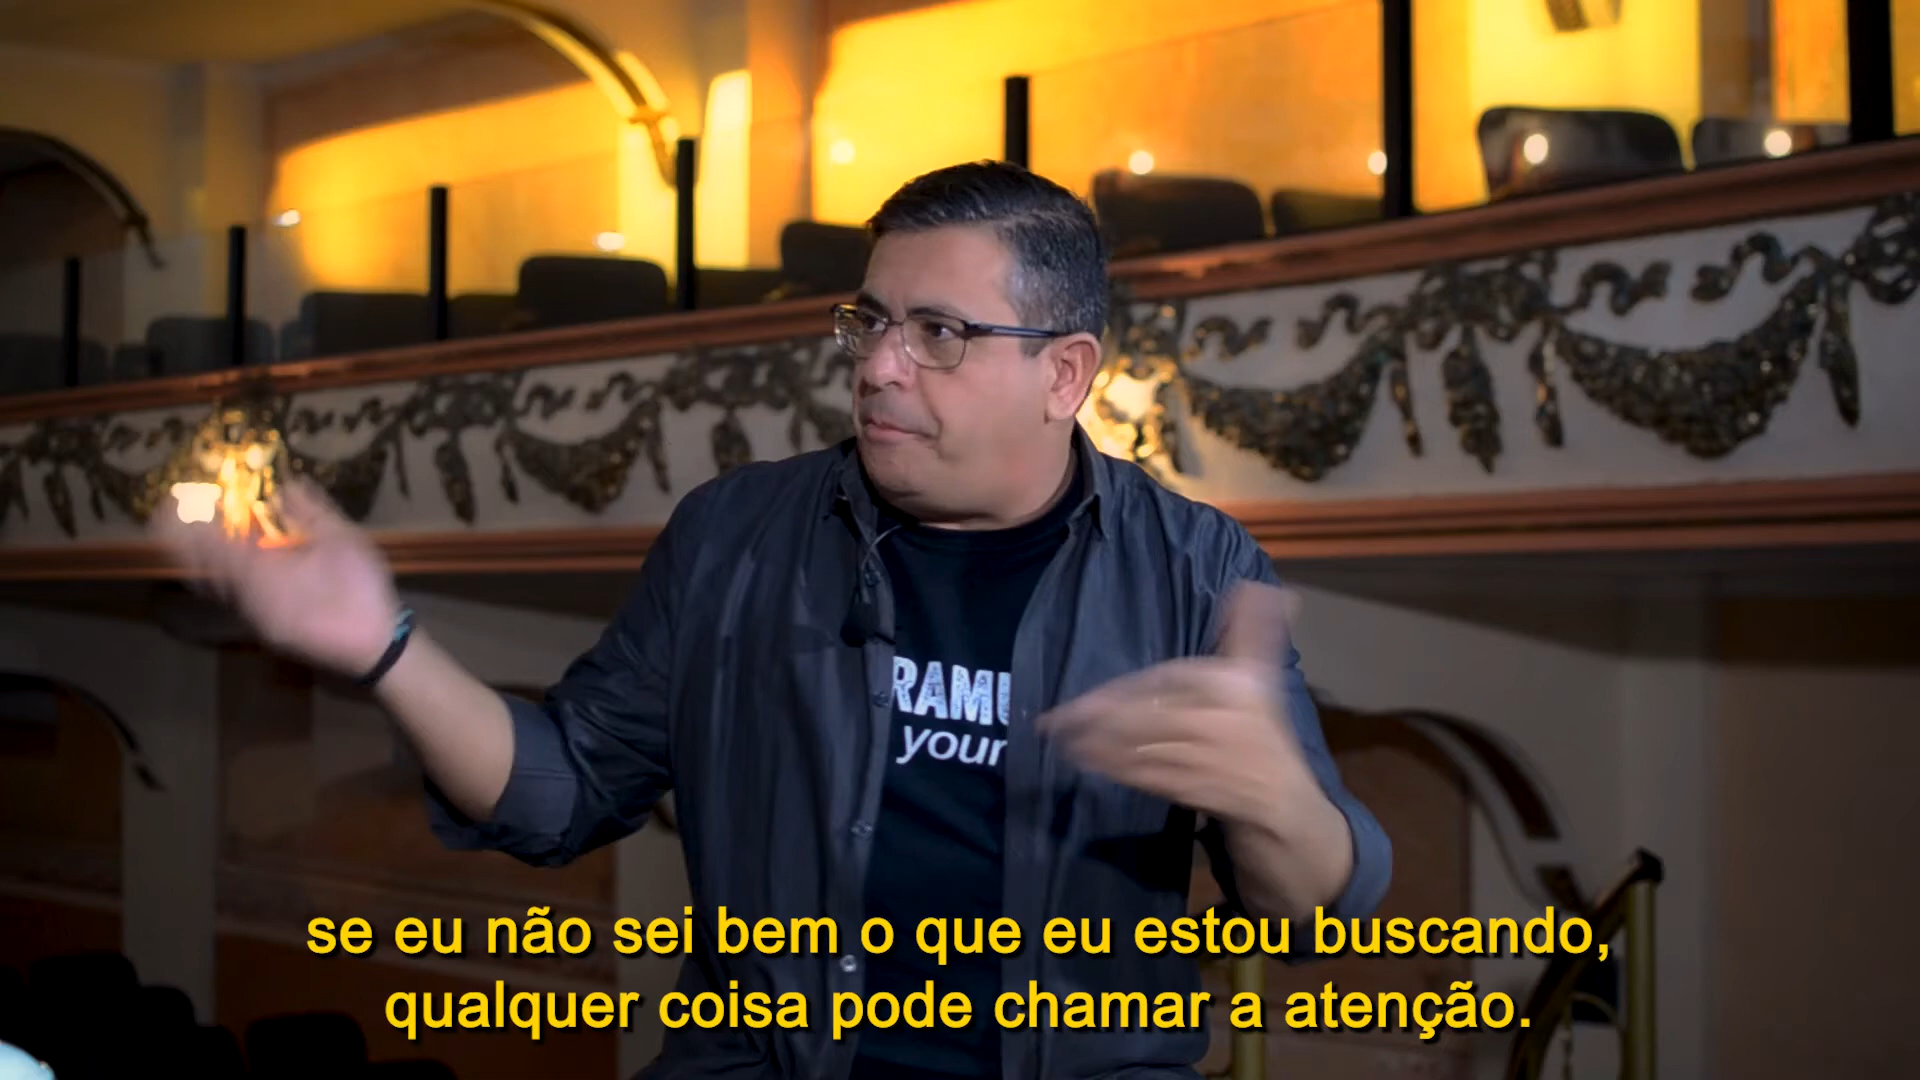 RAMU
your
se eu não sei bem o que eu estou buscando,
qualquer coisa pode chamar a atenção.